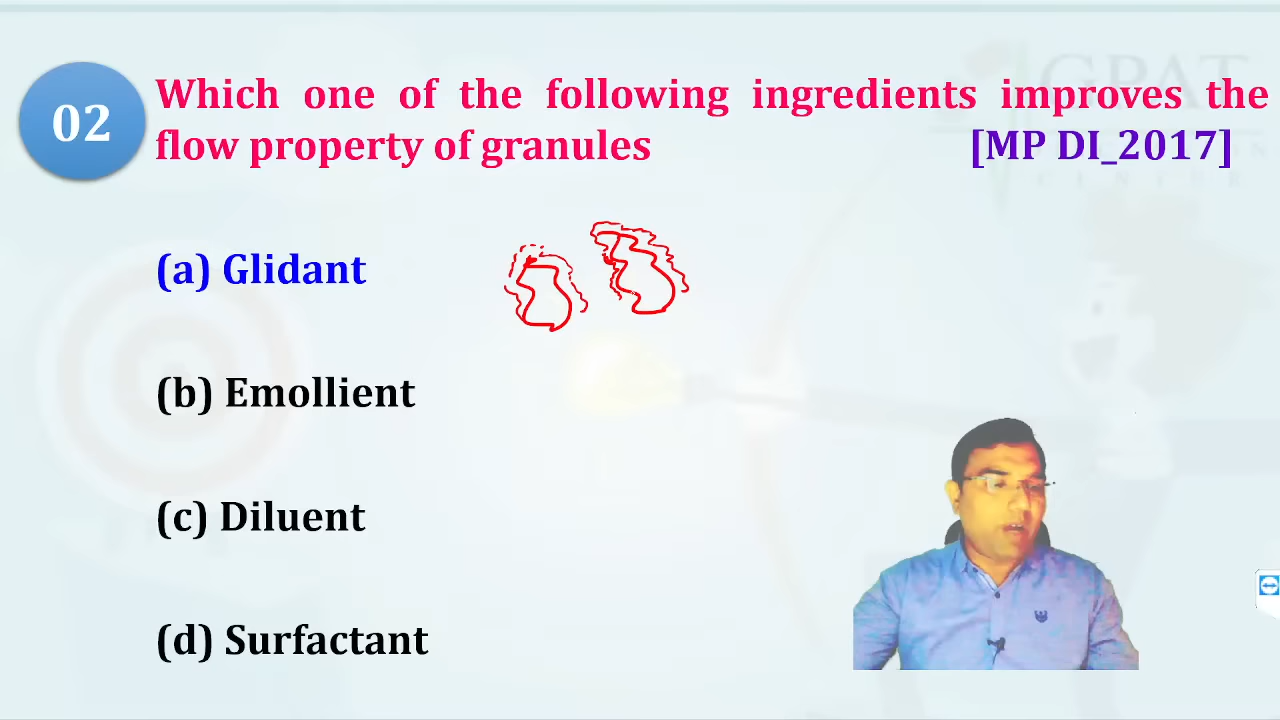 02
Which one of the following ingredients improves the
flow property of granules [MP DI_2017]
(a) Glidant
(b) Emollient
(c) Diluent
(d) Surfactant
GPAT